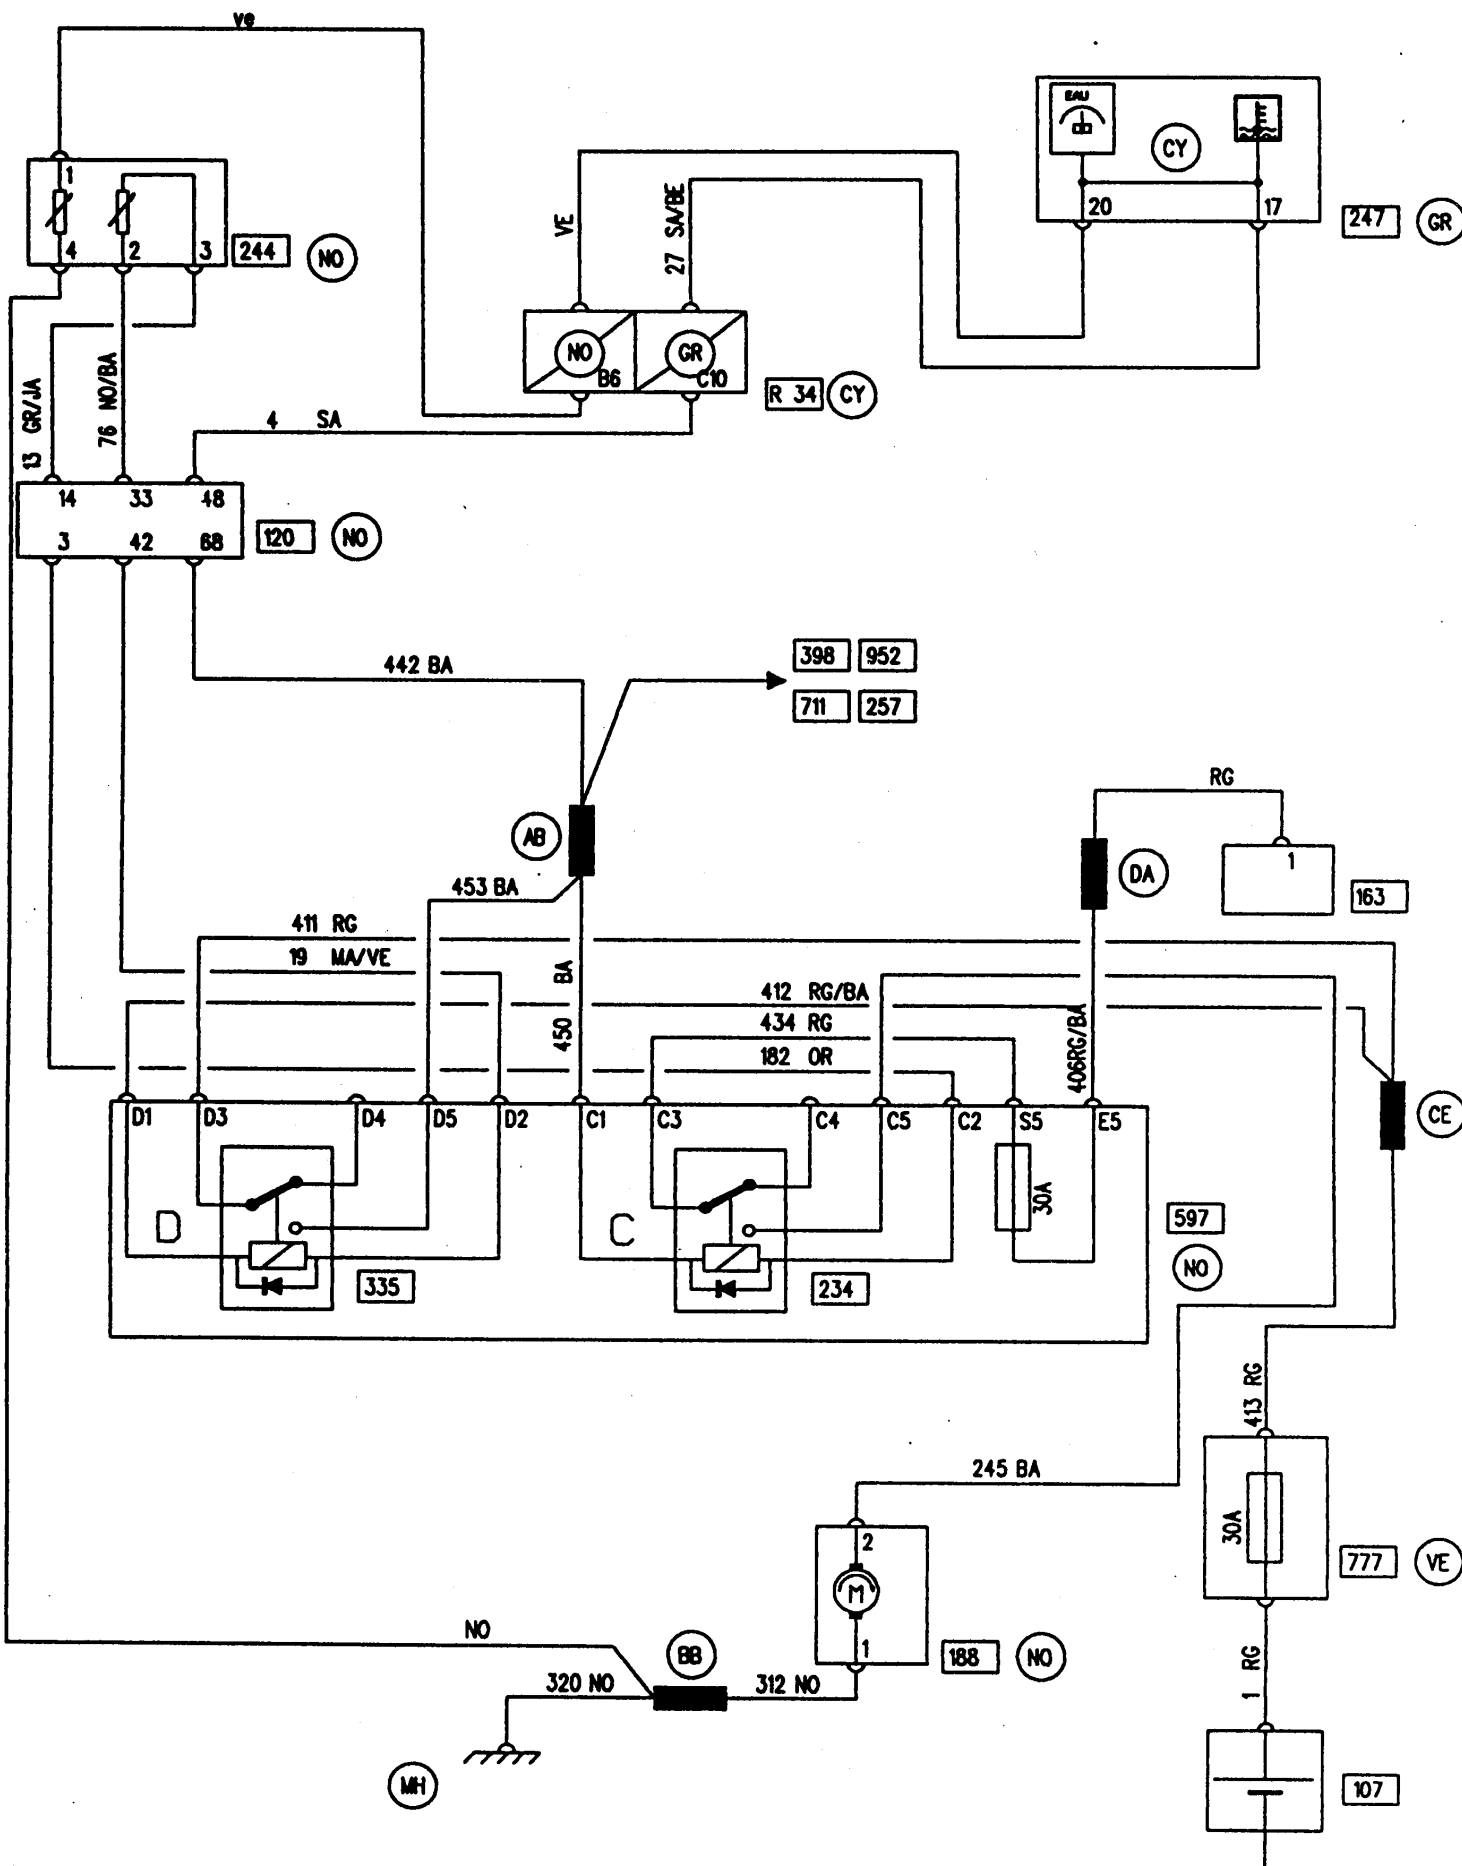 ve
EAU
CY
1
20
17
247
GR
VE
27 SA/BE
4
2
3
244
NO
NO
B6
GR
C10
R 34
CY
13 GR/JA
76 NO/BA
4 SA
14
33
48
3
42
68
120
NO
442 BA
398
952
711
257
RG
AB
1
DA
163
453 BA
411 RG
19 MA/VE
450 BA
412 RG/BA
434 RG
182 OR
406RG/BA
CE
D1
D3
D4
D5
D2
C1
C3
C4
C5
C2
S5
E5
30A
D
C
597
NO
335
234
413 RG
245 BA
30A
2
M
1
777
VE
188
NO
NO
BB
320 NO
312 NO
1 RG
MH
107